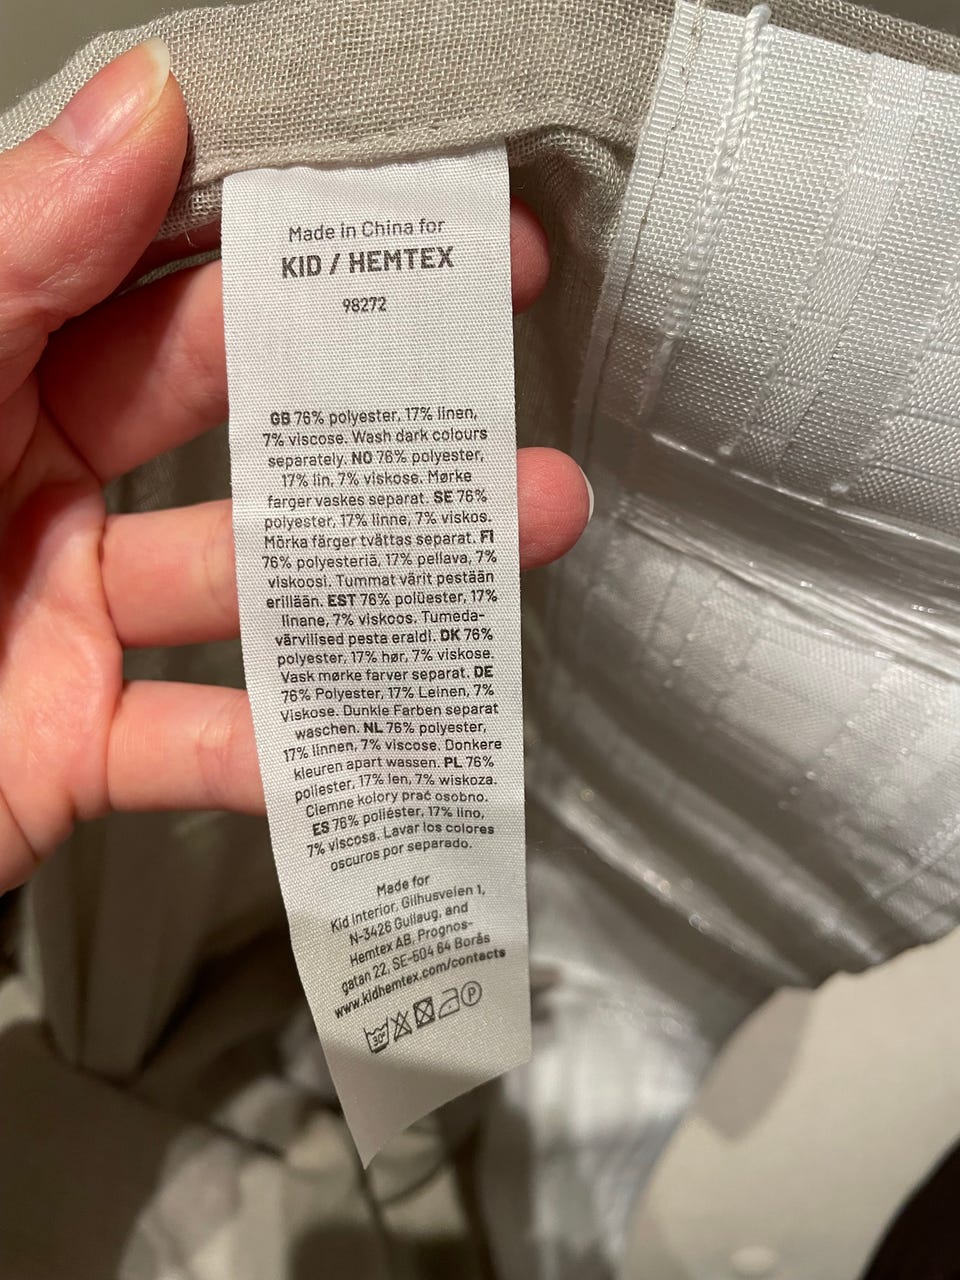 Made in China for
KID / HEMTEX
98272
GB 76% polyester, 17% linen,
7% viscose. Wash dark colours
separately. NO 76% polyester,
17% lin, 7% viskose. Mørke
farger vaskes separat. SE 76%
polyester, 17% linne, 7% viskos.
Mörka färger tvättas separat. FI
76% polyesteriä, 17% pellava, 7%
viskoosi. Tummat värit pestään
erillään. EST 76% polüester, 17%
linane, 7% viskoos. Tumeda-
värvilised pesta eraldi. DK 76%
polyester, 17% hør, 7% viskose.
Vask mørke farver separat. DE
76% Polyester, 17% Leinen, 7%
Viskose. Dunkle Farben separat
waschen. NL 76% polyester,
17% linnen, 7% viscose. Donkere
kleuren apart wassen. PL 76%
poliester, 17% len, 7% wiskoza.
Ciemne kolory prać osobno.
ES 76% poliéster, 17% lino,
7% viscosa. Lavar los colores
oscuros por separado.
Made for
Kid Interior, Gilhusveien 1,
N-3426 Gullaug, and
Hemtex AB, Prognos-
gatan 22, SE-504 64 Borås
www.kidhemtex.com/contacts
30° P